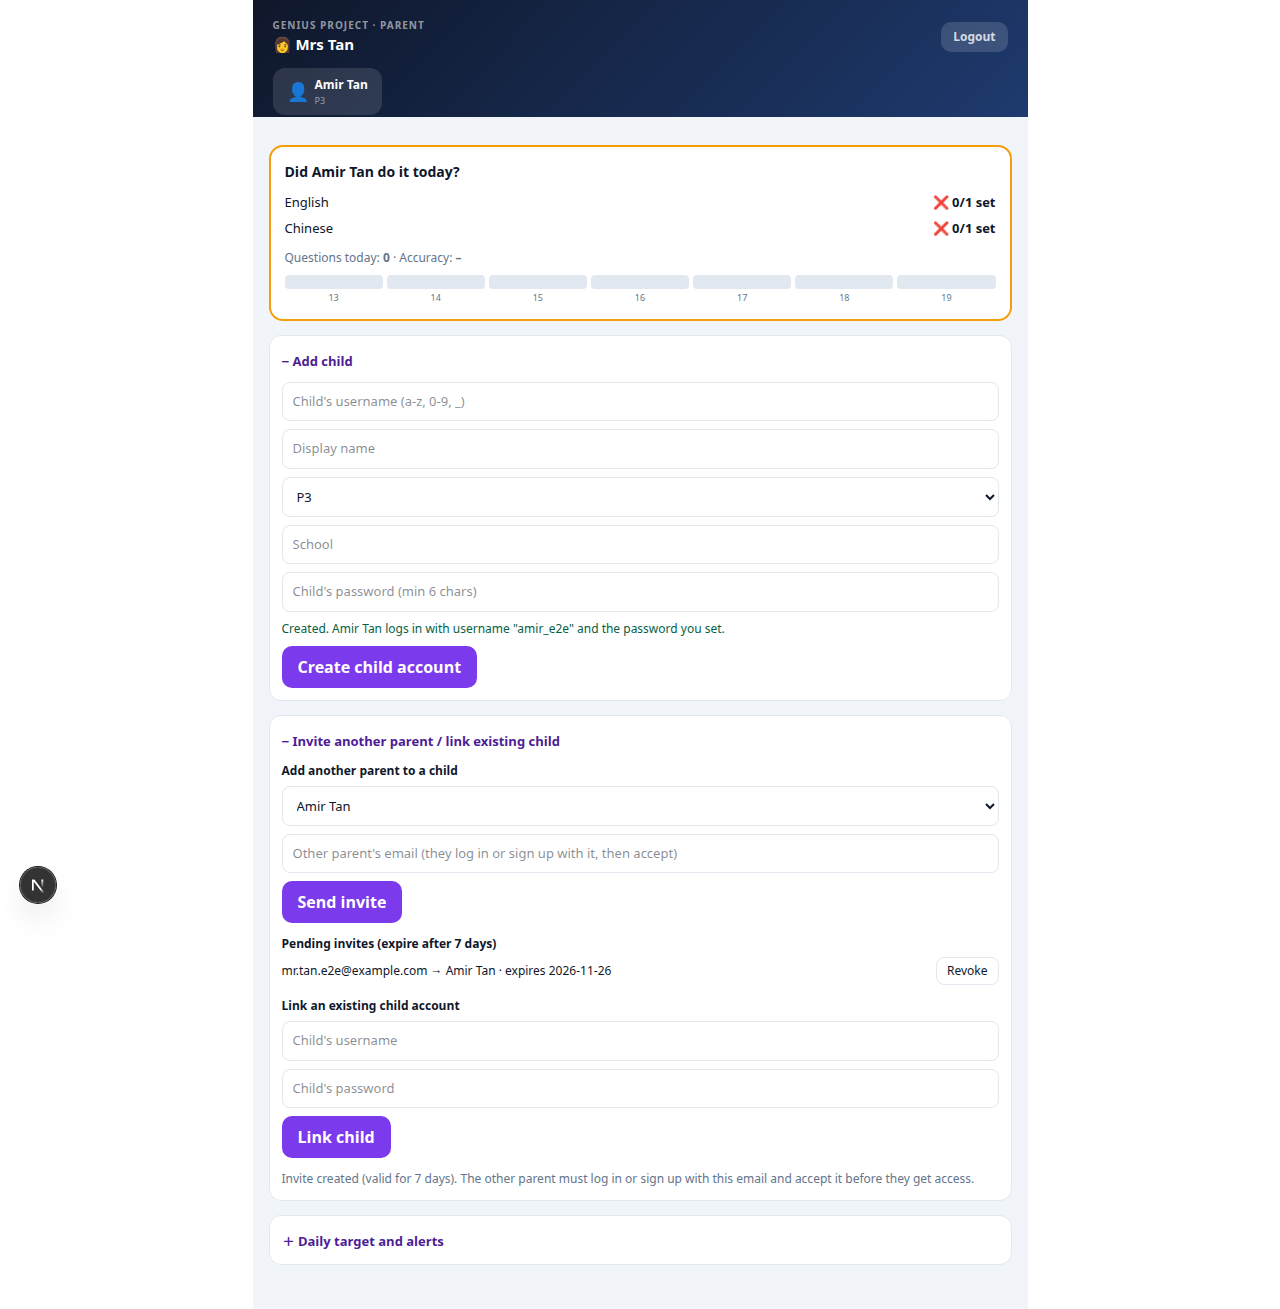 GENIUS PROJECT · PARENT
👩 Mrs Tan
Logout
👤 Amir Tan
P3
Did Amir Tan do it today?
English ❌ 0/1 set
Chinese ❌ 0/1 set
Questions today: 0 · Accuracy: –
13 14 15 16 17 18 19
− Add child
Child's username (a-z, 0-9, _)
Display name
P3
School
Child's password (min 6 chars)
Created. Amir Tan logs in with username "amir_e2e" and the password you set.
Create child account
− Invite another parent / link existing child
Add another parent to a child
Amir Tan
Other parent's email (they log in or sign up with it, then accept)
Send invite
Pending invites (expire after 7 days)
mr.tan.e2e@example.com → Amir Tan · expires 2026-11-26 Revoke
Link an existing child account
Child's username
Child's password
Link child
Invite created (valid for 7 days). The other parent must log in or sign up with this email and accept it before they get access.
＋ Daily target and alerts
N